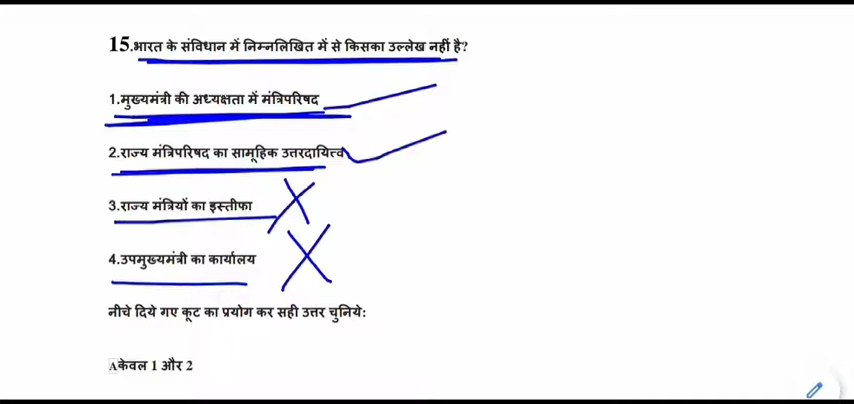 15.भारत के संविधान में निम्नलिखित में से किसका उल्लेख नहीं है?
1.मुख्यमंत्री की अध्यक्षता में मंत्रिपरिषद
2.राज्य मंत्रिपरिषद का सामूहिक उत्तरदायित्व
3.राज्य मंत्रियों का इस्तीफा
4.उपमुख्यमंत्री का कार्यालय
नीचे दिये गए कूट का प्रयोग कर सही उत्तर चुनिये:
Aकेवल 1 और 2